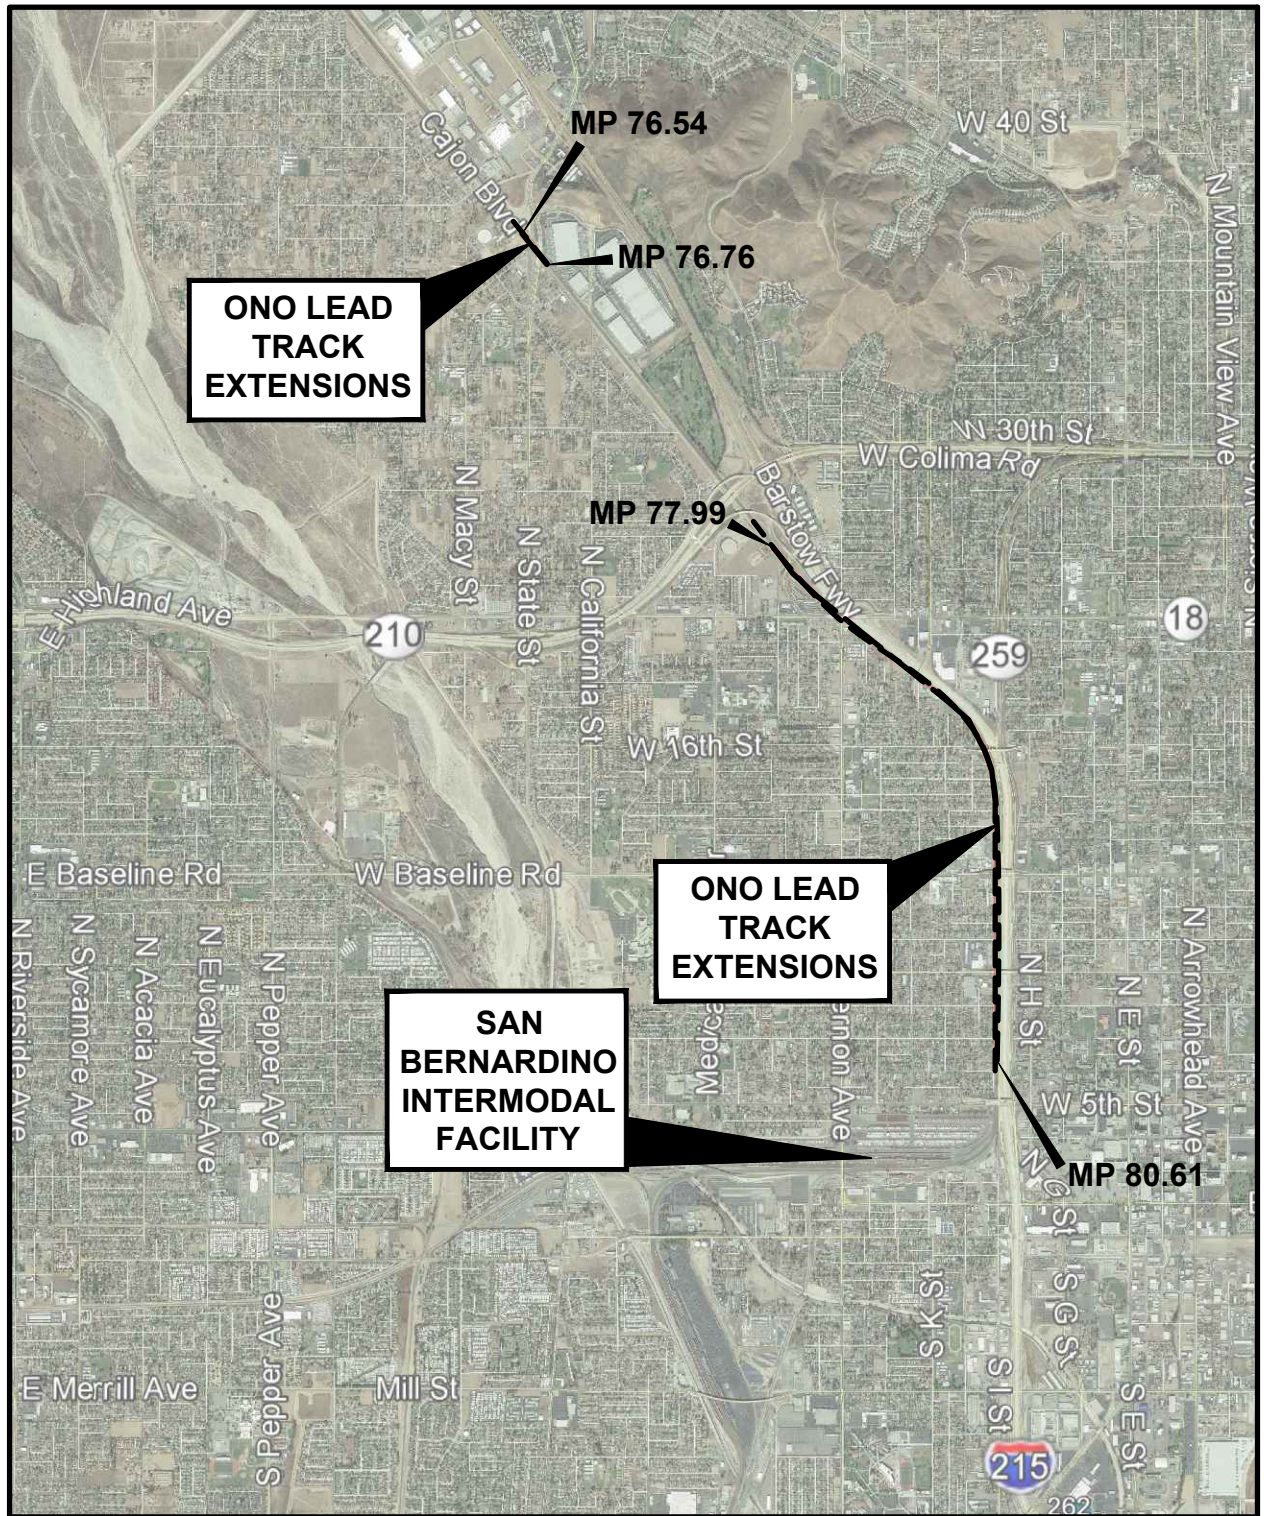 MP 76.54
W 40 St
Cajon Blvd
N Mountain View Ave
MP 76.76
ONO LEAD
TRACK
EXTENSIONS
W 30th St
W Colima Rd
Barstow Fwy
MP 77.99
N Macy St
N State St
N California St
E Highland Ave
210
18
259
W 16th St
E Baseline Rd
W Baseline Rd
ONO LEAD
TRACK
EXTENSIONS
N Riverside Ave
N Sycamore Ave
N Acacia Ave
N Eucalyptus Ave
N Pepper Ave
SAN
BERNARDINO
INTERMODAL
FACILITY
N H St
N E St
N Arrowhead Ave
W 5th St
MP 80.61
N G St
S K St
S G St
S I St
S E St
E Merrill Ave
Mill St
S Pepper Ave
215
262